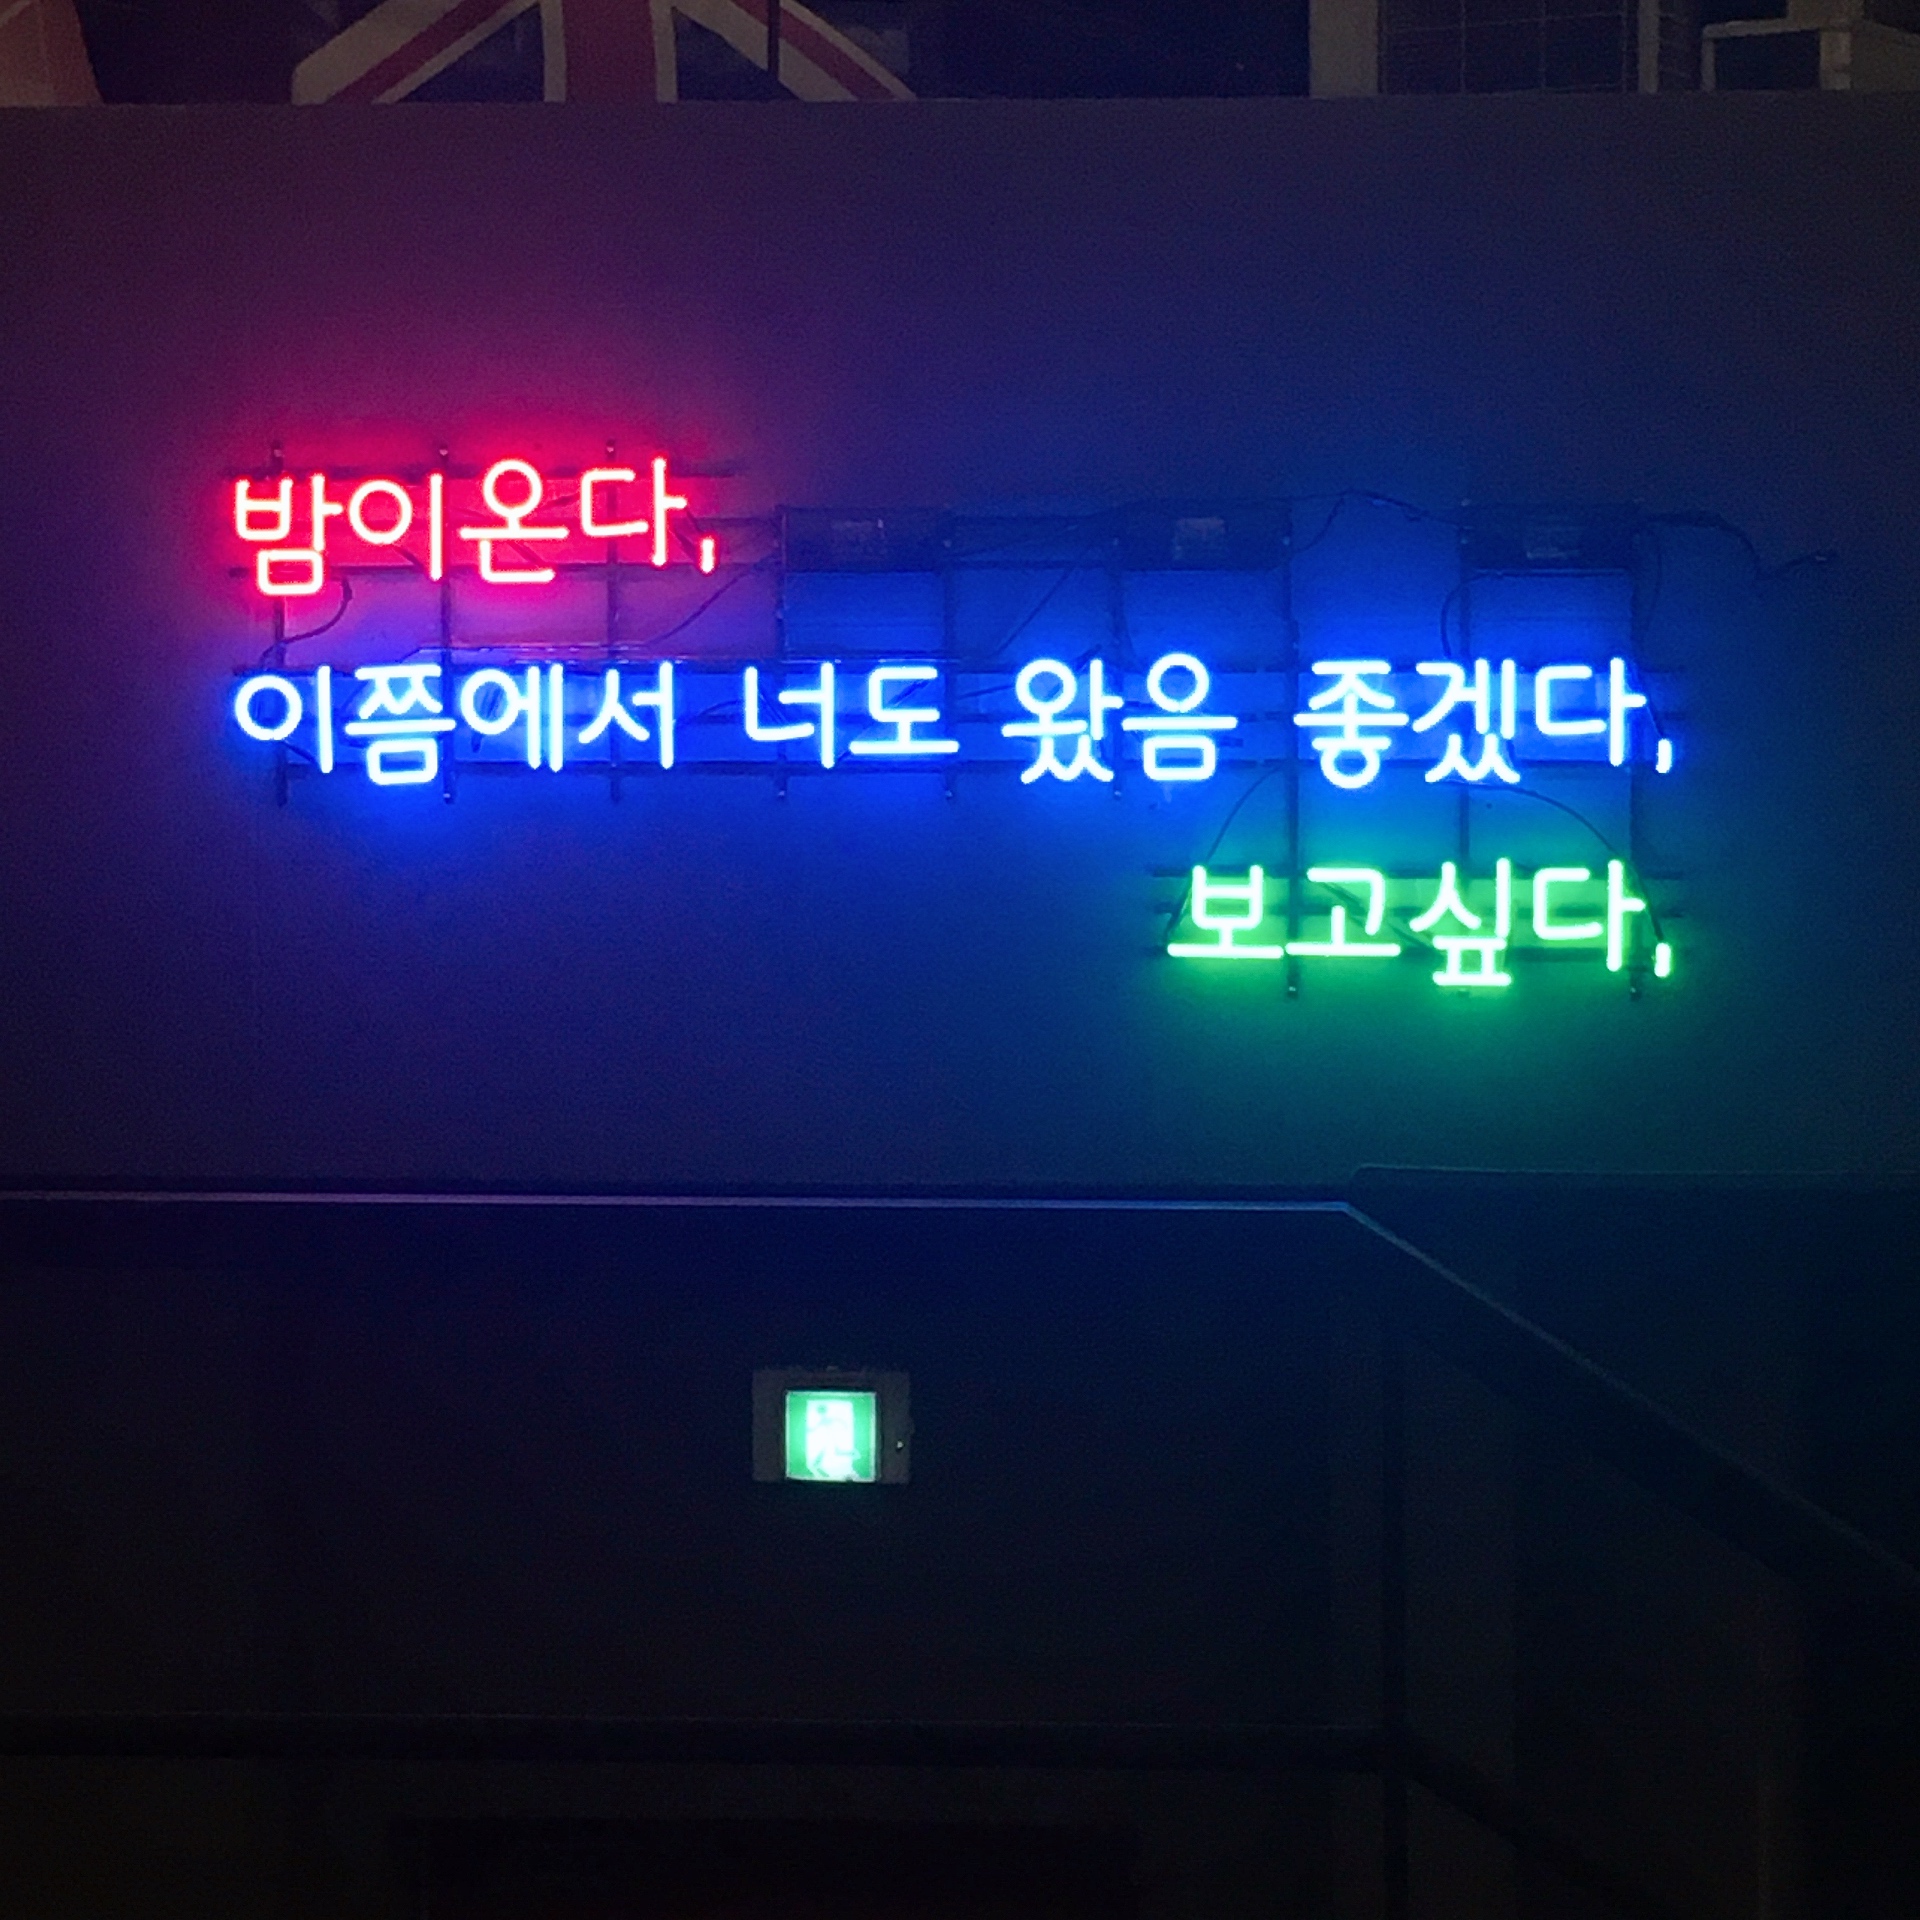 밤이온다,
이쯤에서 너도 왔음 좋겠다,
보고싶다,